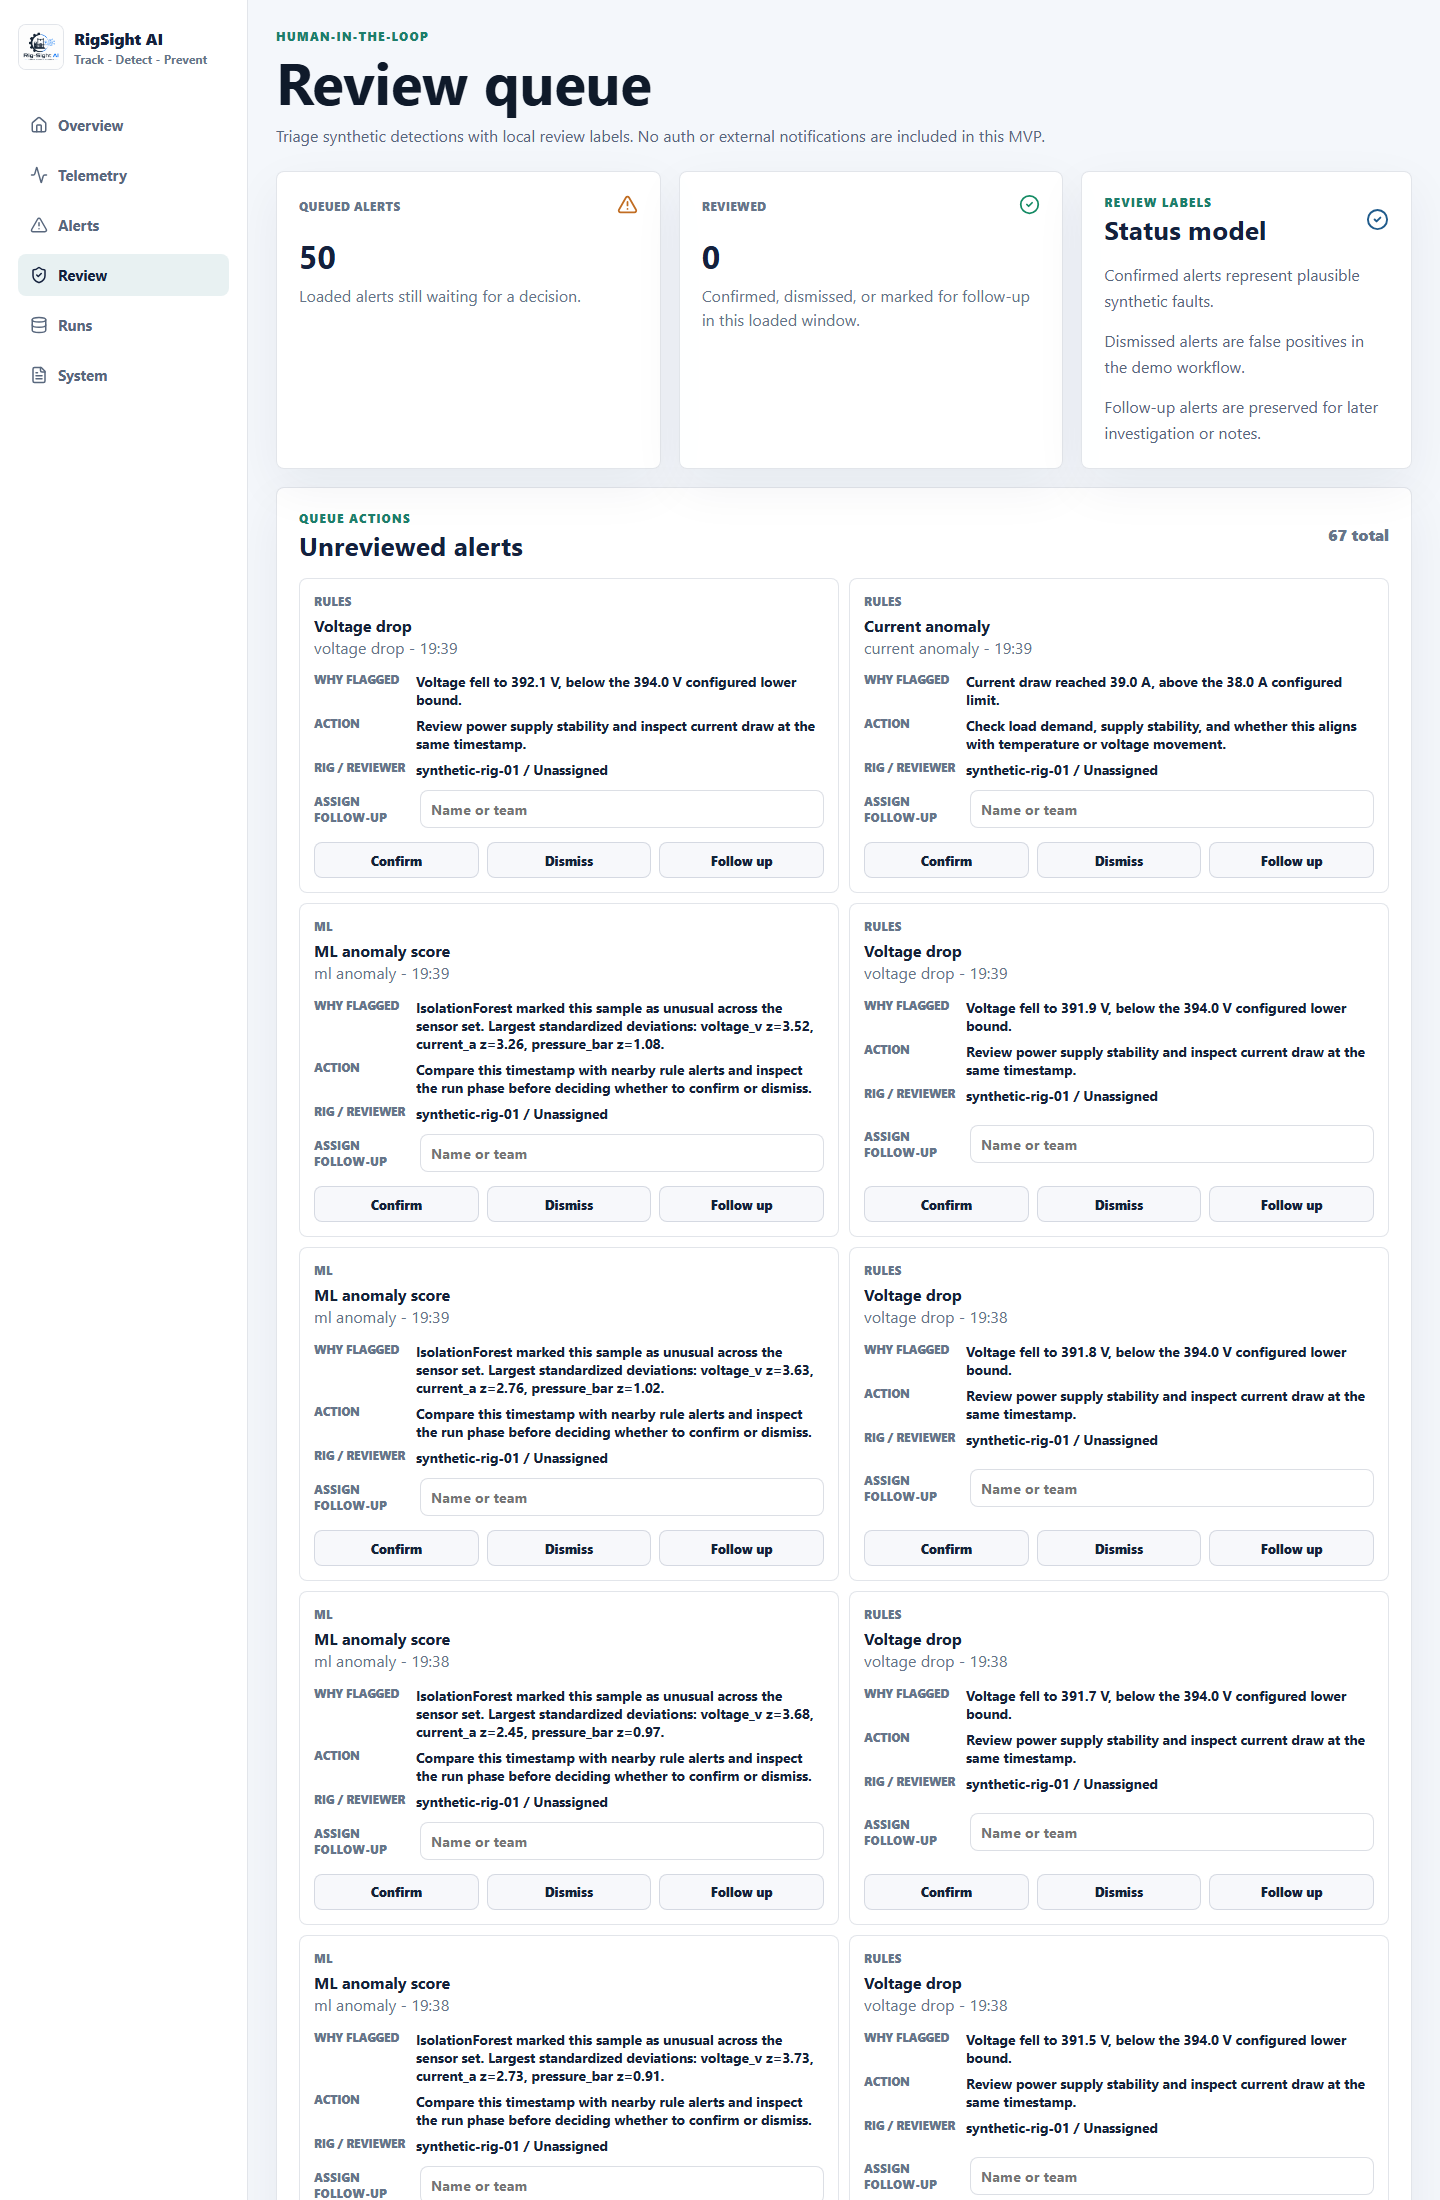 RigSight AI
Track - Detect - Prevent
Overview
Telemetry
Alerts
Review
Runs
System
HUMAN-IN-THE-LOOP
Review queue
Triage synthetic detections with local review labels. No auth or external notifications are included in this MVP.
QUEUED ALERTS
50
Loaded alerts still waiting for a decision.
REVIEWED
0
Confirmed, dismissed, or marked for follow-up
in this loaded window.
REVIEW LABELS
Status model
Confirmed alerts represent plausible
synthetic faults.
Dismissed alerts are false positives in
the demo workflow.
Follow-up alerts are preserved for later
investigation or notes.
QUEUE ACTIONS
Unreviewed alerts
67 total
RULES
Voltage drop
voltage drop - 19:39
WHY FLAGGED
Voltage fell to 392.1 V, below the 394.0 V configured lower
bound.
ACTION
Review power supply stability and inspect current draw at the
same timestamp.
RIG / REVIEWER
synthetic-rig-01 / Unassigned
ASSIGN
FOLLOW-UP
Name or team
Confirm
Dismiss
Follow up
RULES
Current anomaly
current anomaly - 19:39
WHY FLAGGED
Current draw reached 39.0 A, above the 38.0 A configured
limit.
ACTION
Check load demand, supply stability, and whether this aligns
with temperature or voltage movement.
RIG / REVIEWER
synthetic-rig-01 / Unassigned
ASSIGN
FOLLOW-UP
Name or team
Confirm
Dismiss
Follow up
ML
ML anomaly score
ml anomaly - 19:39
WHY FLAGGED
IsolationForest marked this sample as unusual across the
sensor set. Largest standardized deviations: voltage_v z=3.52,
current_a z=3.26, pressure_bar z=1.08.
ACTION
Compare this timestamp with nearby rule alerts and inspect
the run phase before deciding whether to confirm or dismiss.
RIG / REVIEWER
synthetic-rig-01 / Unassigned
ASSIGN
FOLLOW-UP
Name or team
Confirm
Dismiss
Follow up
RULES
Voltage drop
voltage drop - 19:39
WHY FLAGGED
Voltage fell to 391.9 V, below the 394.0 V configured lower
bound.
ACTION
Review power supply stability and inspect current draw at the
same timestamp.
RIG / REVIEWER
synthetic-rig-01 / Unassigned
ASSIGN
FOLLOW-UP
Name or team
Confirm
Dismiss
Follow up
ML
ML anomaly score
ml anomaly - 19:39
WHY FLAGGED
IsolationForest marked this sample as unusual across the
sensor set. Largest standardized deviations: voltage_v z=3.63,
current_a z=2.76, pressure_bar z=1.02.
ACTION
Compare this timestamp with nearby rule alerts and inspect
the run phase before deciding whether to confirm or dismiss.
RIG / REVIEWER
synthetic-rig-01 / Unassigned
ASSIGN
FOLLOW-UP
Name or team
Confirm
Dismiss
Follow up
RULES
Voltage drop
voltage drop - 19:38
WHY FLAGGED
Voltage fell to 391.8 V, below the 394.0 V configured lower
bound.
ACTION
Review power supply stability and inspect current draw at the
same timestamp.
RIG / REVIEWER
synthetic-rig-01 / Unassigned
ASSIGN
FOLLOW-UP
Name or team
Confirm
Dismiss
Follow up
ML
ML anomaly score
ml anomaly - 19:38
WHY FLAGGED
IsolationForest marked this sample as unusual across the
sensor set. Largest standardized deviations: voltage_v z=3.68,
current_a z=2.45, pressure_bar z=0.97.
ACTION
Compare this timestamp with nearby rule alerts and inspect
the run phase before deciding whether to confirm or dismiss.
RIG / REVIEWER
synthetic-rig-01 / Unassigned
ASSIGN
FOLLOW-UP
Name or team
Confirm
Dismiss
Follow up
RULES
Voltage drop
voltage drop - 19:38
WHY FLAGGED
Voltage fell to 391.7 V, below the 394.0 V configured lower
bound.
ACTION
Review power supply stability and inspect current draw at the
same timestamp.
RIG / REVIEWER
synthetic-rig-01 / Unassigned
ASSIGN
FOLLOW-UP
Name or team
Confirm
Dismiss
Follow up
ML
ML anomaly score
ml anomaly - 19:38
WHY FLAGGED
IsolationForest marked this sample as unusual across the
sensor set. Largest standardized deviations: voltage_v z=3.73,
current_a z=2.73, pressure_bar z=0.91.
ACTION
Compare this timestamp with nearby rule alerts and inspect
the run phase before deciding whether to confirm or dismiss.
RIG / REVIEWER
synthetic-rig-01 / Unassigned
ASSIGN
FOLLOW-UP
Name or team
RULES
Voltage drop
voltage drop - 19:38
WHY FLAGGED
Voltage fell to 391.5 V, below the 394.0 V configured lower
bound.
ACTION
Review power supply stability and inspect current draw at the
same timestamp.
RIG / REVIEWER
synthetic-rig-01 / Unassigned
ASSIGN
FOLLOW-UP
Name or team